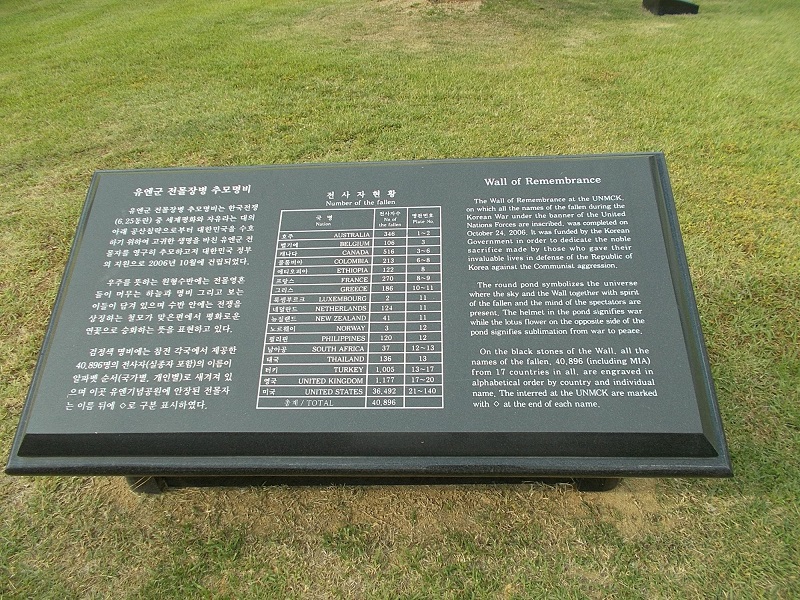 유엔군 전몰장병 추모명비
유엔군 전몰장병 추모명비는 한국전쟁
(6.25동란) 중 세계평화와 자유라는 대의
아래 공산침략으로부터 대한민국을 수호
하기 위하여 고귀한 생명을 바친 유엔군 전
몰자를 영구히 추모하고자 대한민국 정부
의 지원으로 2006년 10월에 건립되었다.
우주를 뜻하는 원형수반에는 전몰영혼
들이 머무는 하늘과 명비 그리고 보는
이들이 담겨 있으며 수반 안에는 전쟁을
상징하는 철모가 맞은편에서 평화로운
연꽃으로 승화하는 뜻을 표현하고 있다.
검정색 명비에는 참전 각국에서 제공한
40,896명의 전사자(실종자 포함)의 이름이
알파벳 순서(국가별, 개인별)로 새겨져 있
으며 이곳 유엔기념공원에 안장된 전몰자
는 이름 뒤에 ◇로 구분 표시하였다.
전사자현황
Number of the fallen
국 명 Nation 전사자수 No of the fallen 명판번호 Plate No.
호주 AUSTRALIA 346 1~2
벨기에 BELGIUM 106 3
캐나다 CANADA 516 3~6
콜롬비아 COLOMBIA 213 6~8
에티오피아 ETHIOPIA 122 8
프랑스 FRANCE 270 8~9
그리스 GREECE 186 10~11
룩셈부르크 LUXEMBOURG 2 11
네덜란드 NETHERLANDS 124 11
뉴질랜드 NEW ZEALAND 41 11
노르웨이 NORWAY 3 12
필리핀 PHILIPPINES 120 12
남아공 SOUTH AFRICA 37 12~13
태국 THAILAND 136 13
터키 TURKEY 1,005 13~17
영국 UNITED KINGDOM 1,177 17~20
미국 UNITED STATES 36,492 21~140
총계/TOTAL 40,896
Wall of Remembrance
The Wall of Remembrance at the UNMCK,
on which all the names of the fallen during the
Korean War under the banner of the United
Nations Forces are inscribed, was completed on
October 24, 2006. It was funded by the Korean
Government in order to dedicate the noble
sacrifice made by those who gave their
invaluable lives in defense of the Republic of
Korea against the Communist aggression.
The round pond symbolizes the universe
where the sky and the Wall together with spirit
of the fallen and the mind of the spectators are
present. The helmet in the pond signifies war
while the lotus flower on the opposite side of the
pond signifies sublimation from war to peace.
On the black stones of the Wall, all the
names of the fallen, 40,896 (including MIA)
from 17 countries in all, are engraved in
alphabetical order by country and individual
name. The interred at the UNMCK are marked
with ◇ at the end of each name.